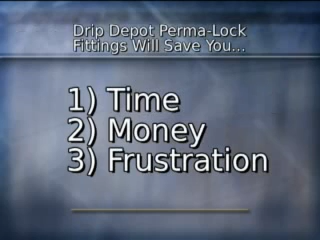 Drip Depot Perma-Lock
Fittings Will Save You...
1) Time
2) Money
3) Frustration